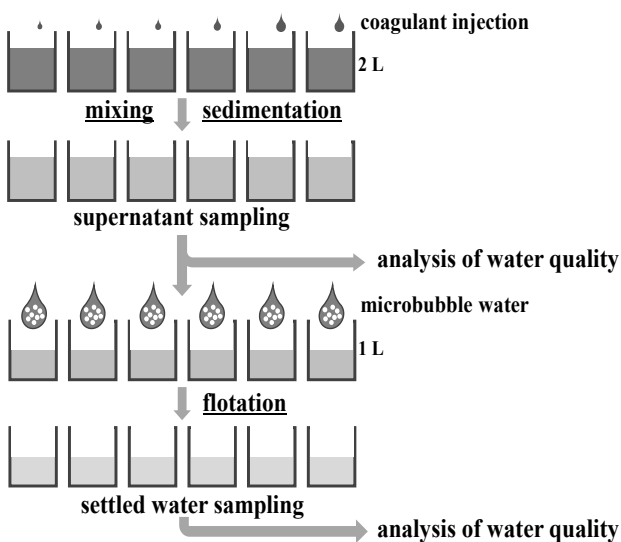 coagulant injection
2 L
mixing sedimentation
supernatant sampling
analysis of water quality
microbubble water
1 L
flotation
settled water sampling
analysis of water quality